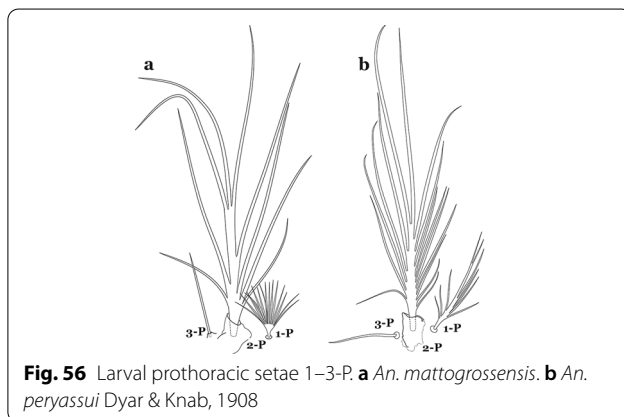 a
b
3-P
2-P
1-P
3-P
1-P
2-P
Fig. 56 Larval prothoracic setae 1–3-P. a An. mattogrossensis. b An.
peryassui Dyar & Knab, 1908